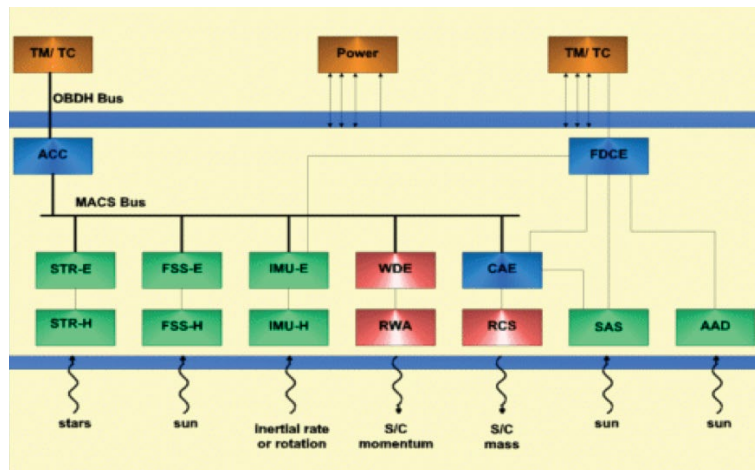 TM/ TC
Power
TM/ TC
OBDH Bus
ACC
FDCE
MACS Bus
STR-E
FSS-E
IMU-E
WDE
CAE
STR-H
FSS-H
IMU-H
RWA
RCS
SAS
AAD
stars
sun
inertial rate
or rotation
S/C
momentum
S/C
mass
sun
sun